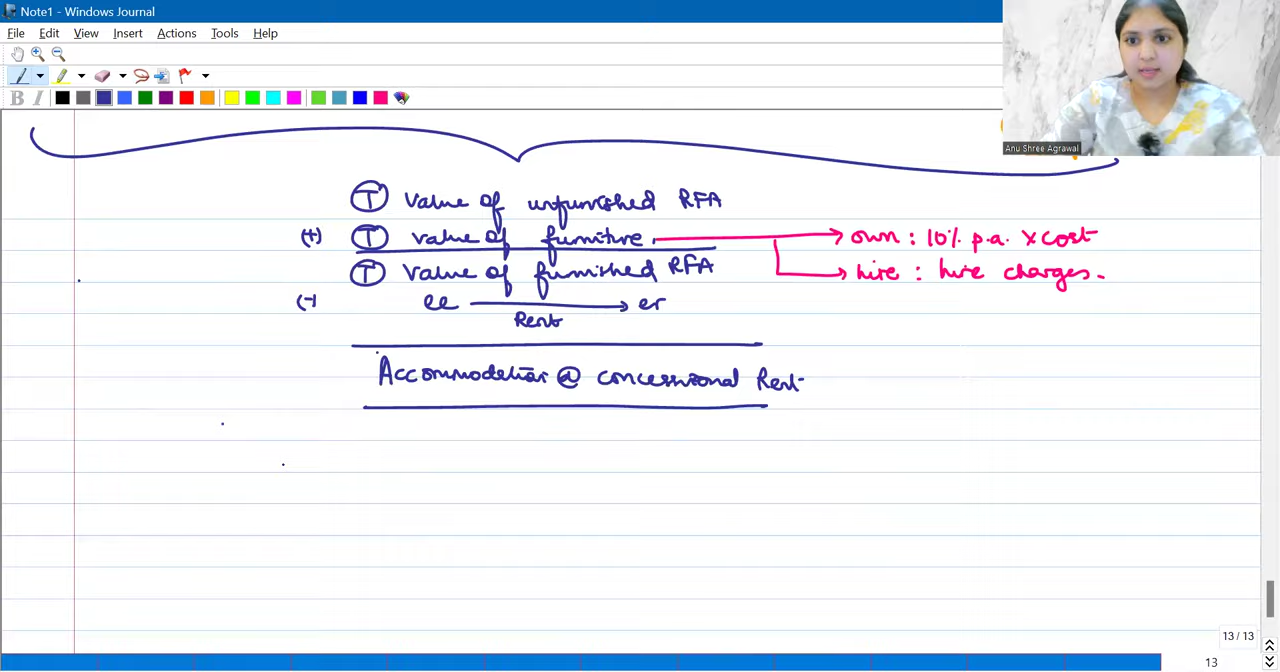 Note1 - Windows Journal
File Edit View Insert Actions Tools Help
B I
Anu Shree Agrawal
(T) Value of unfurnished RFA
(+) (T) value of furniture → own : 10% p.a. x cost
(T) value of furnished RFA → hire : hire charges.
(- ee → er
Rent
Accommodation @ concessional Rent
13 / 13
13